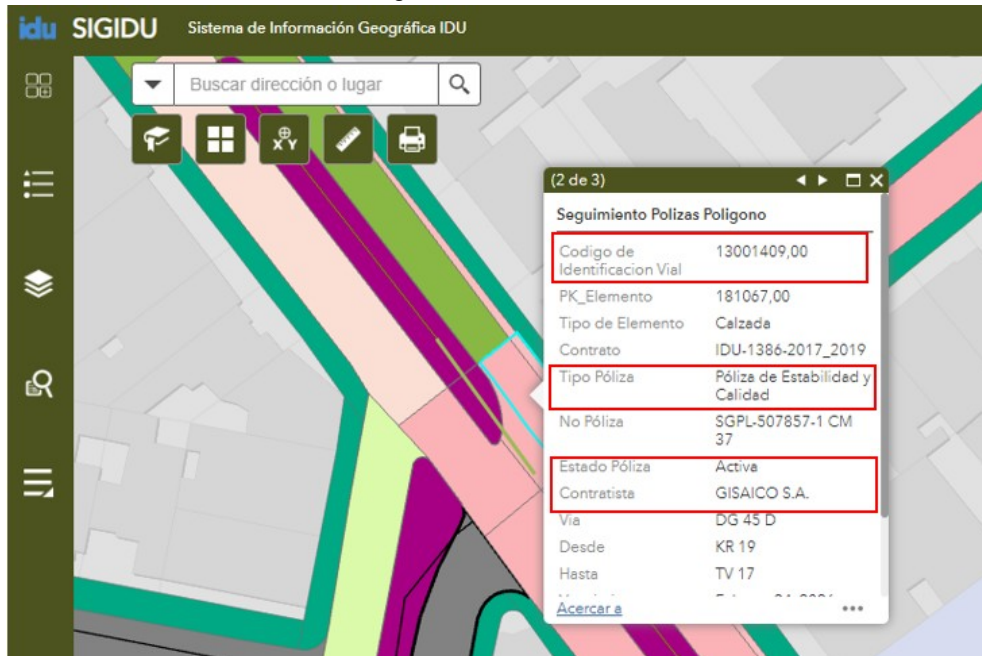 idu SIGIDU Sistema de Información Geográfica IDU
Buscar dirección o lugar
X Y
(2 de 3)
Seguimiento Polizas Poligono
Codigo de 13001409,00
Identificacion Vial
PK_Elemento 181067,00
Tipo de Elemento Calzada
Contrato IDU-1386-2017_2019
Tipo Póliza Póliza de Estabilidad y
Calidad
No Póliza SGPL-507857-1 CM
37
Estado Póliza Activa
Contratista GISAICO S.A.
Via DG 45 D
Desde KR 19
Hasta TV 17
Acercar a